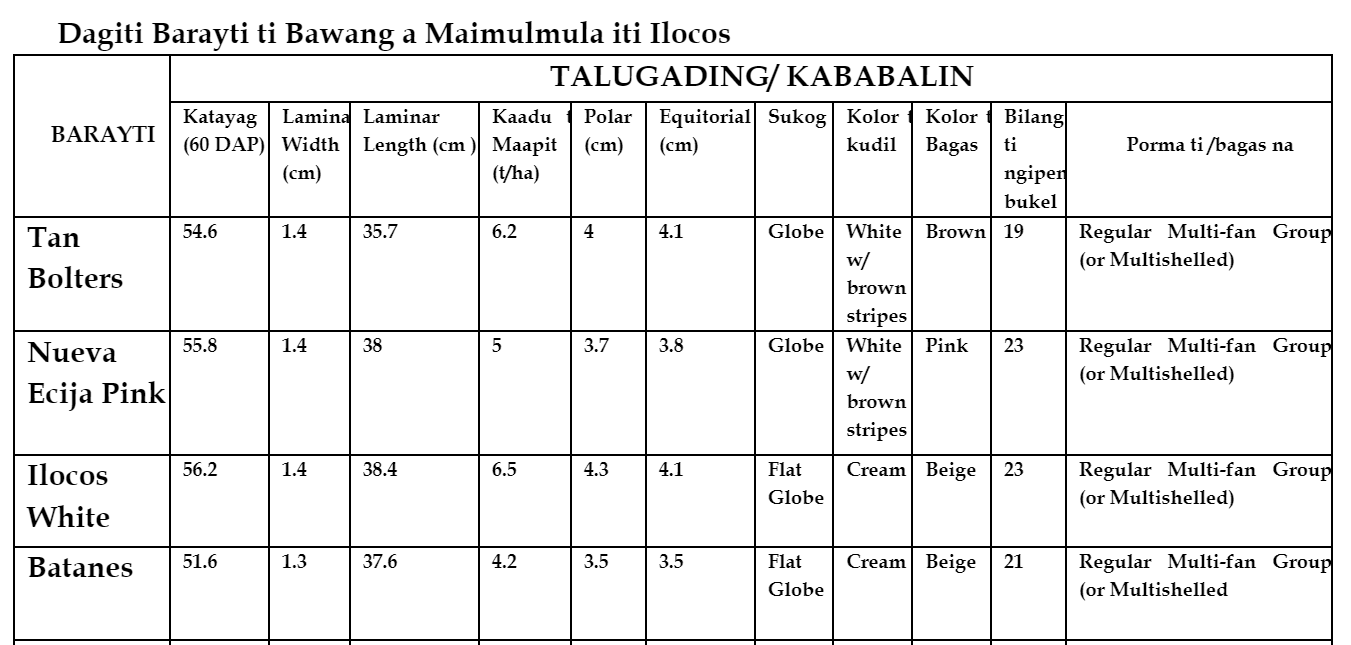 Dagiti Barayti ti Bawang a Maimulmula iti Ilocos
BARAYTI
TALUGADING/ KABABALIN
Katayag
(60 DAP)
Lamina
Width
(cm)
Laminar
Length (cm )
Kaadu t
Maapit
(t/ha)
Polar
(cm)
Equitorial
(cm)
Sukog
Kolor t
kudil
Kolor t
Bagas
Bilang
ti
ngipen
bukel
Porma ti /bagas na
Tan
Bolters
54.6
1.4
35.7
6.2
4
4.1
Globe
White
w/
brown
stripes
Brown
19
Regular Multi-fan Group
(or Multishelled)
Nueva
Ecija Pink
55.8
1.4
38
5
3.7
3.8
Globe
White
w/
brown
stripes
Pink
23
Regular Multi-fan Group
(or Multishelled)
Ilocos
White
56.2
1.4
38.4
6.5
4.3
4.1
Flat
Globe
Cream
Beige
23
Regular Multi-fan Group
(or Multishelled)
Batanes
51.6
1.3
37.6
4.2
3.5
3.5
Flat
Globe
Cream
Beige
21
Regular Multi-fan Group
(or Multishelled